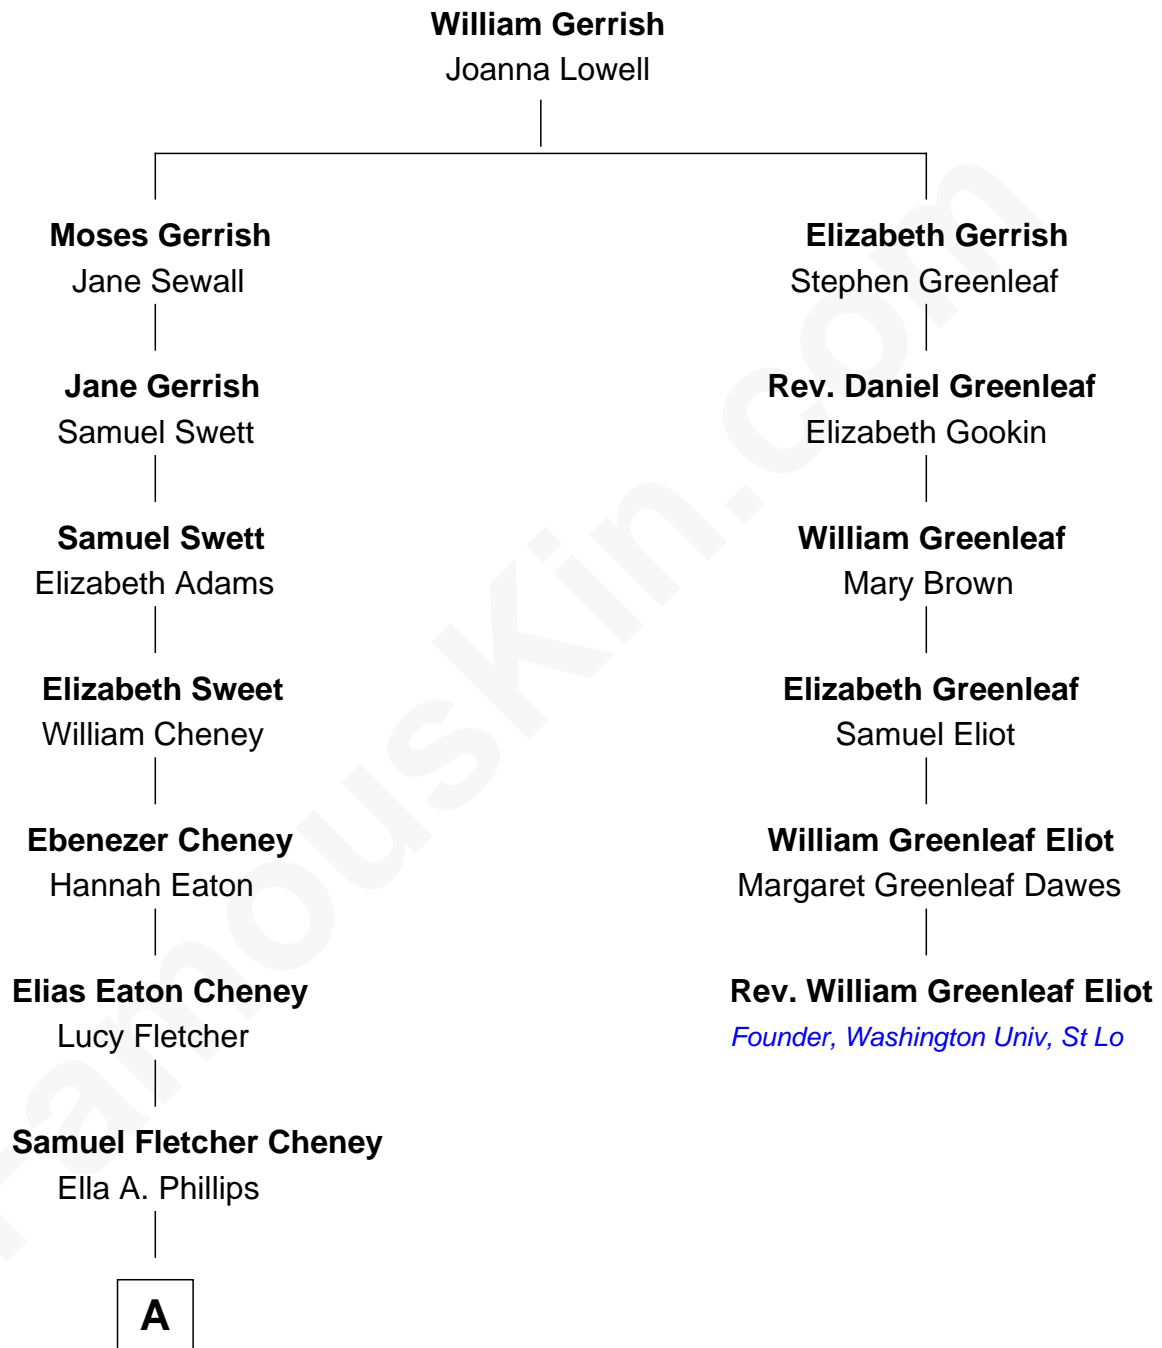 William Gerrish
Joanna Lowell
Moses Gerrish
Jane Sewall
Jane Gerrish
Samuel Swett
Samuel Swett
Elizabeth Adams
Elizabeth Sweet
William Cheney
Ebenezer Cheney
Hannah Eaton
Elias Eaton Cheney
Lucy Fletcher
Samuel Fletcher Cheney
Ella A. Phillips
A
Elizabeth Gerrish
Stephen Greenleaf
Rev. Daniel Greenleaf
Elizabeth Gookin
William Greenleaf
Mary Brown
Elizabeth Greenleaf
Samuel Eliot
William Greenleaf Eliot
Margaret Greenleaf Dawes
Rev. William Greenleaf Eliot
Founder, Washington Univ, St Lo
FamousKin.com